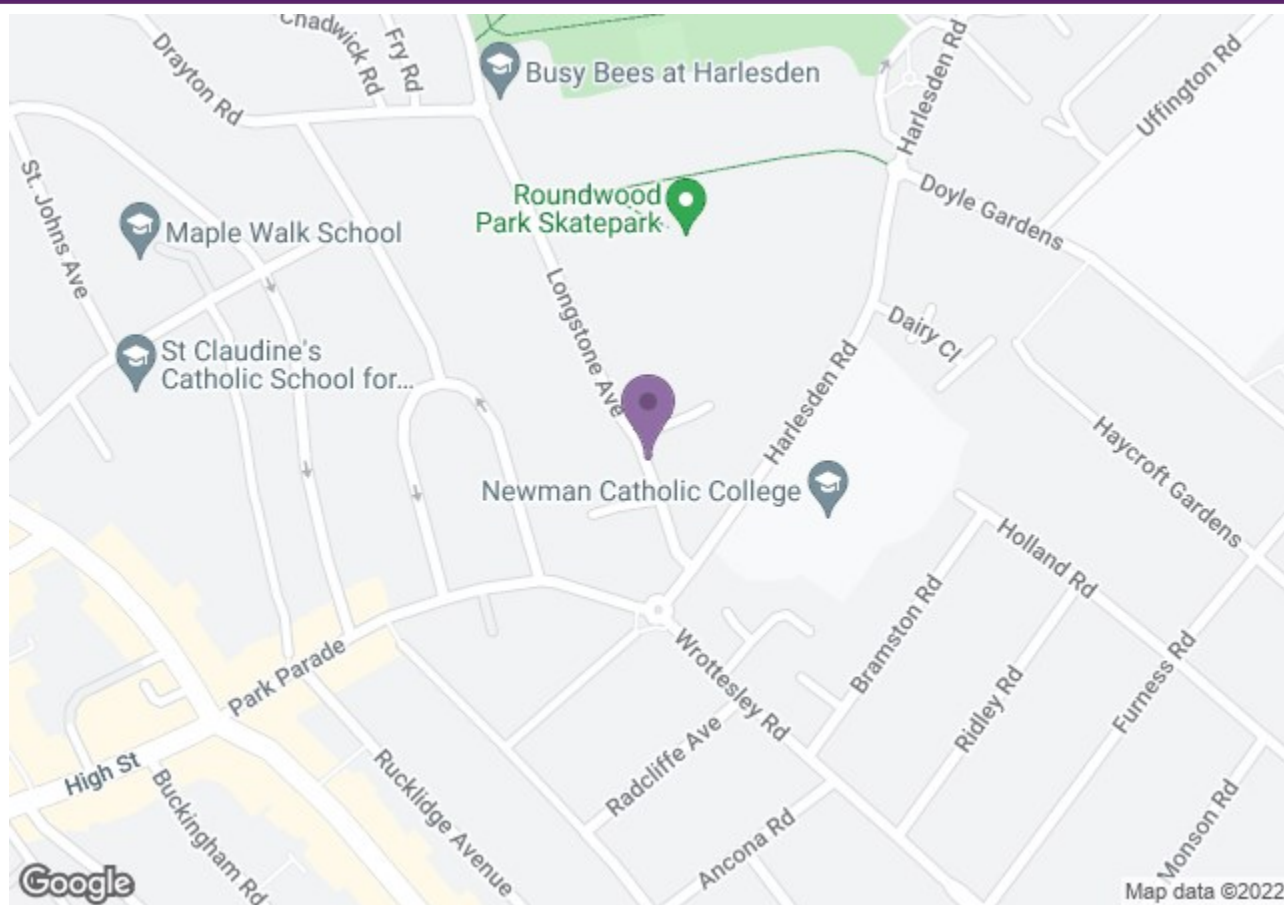 Chadwick Rd
Fry Rd
Drayton Rd
Busy Bees at Harlesden
Harlesden Rd
Uffington Rd
St. Johns Ave
Maple Walk School
Roundwood
Park Skatepark
Doyle Gardens
Longstone Ave
St Claudine's
Catholic School for...
Dairy Cl
Harlesden Rd
Haycroft Gardens
Newman Catholic College
Holland Rd
Bramston Rd
Wrottesley Rd
Park Parade
Ridley Rd
Furness Rd
Radcliffe Ave
High St
Buckingham Rd
Rucklidge Avenue
Ancona Rd
Monson Rd
Google
Map data ©2022